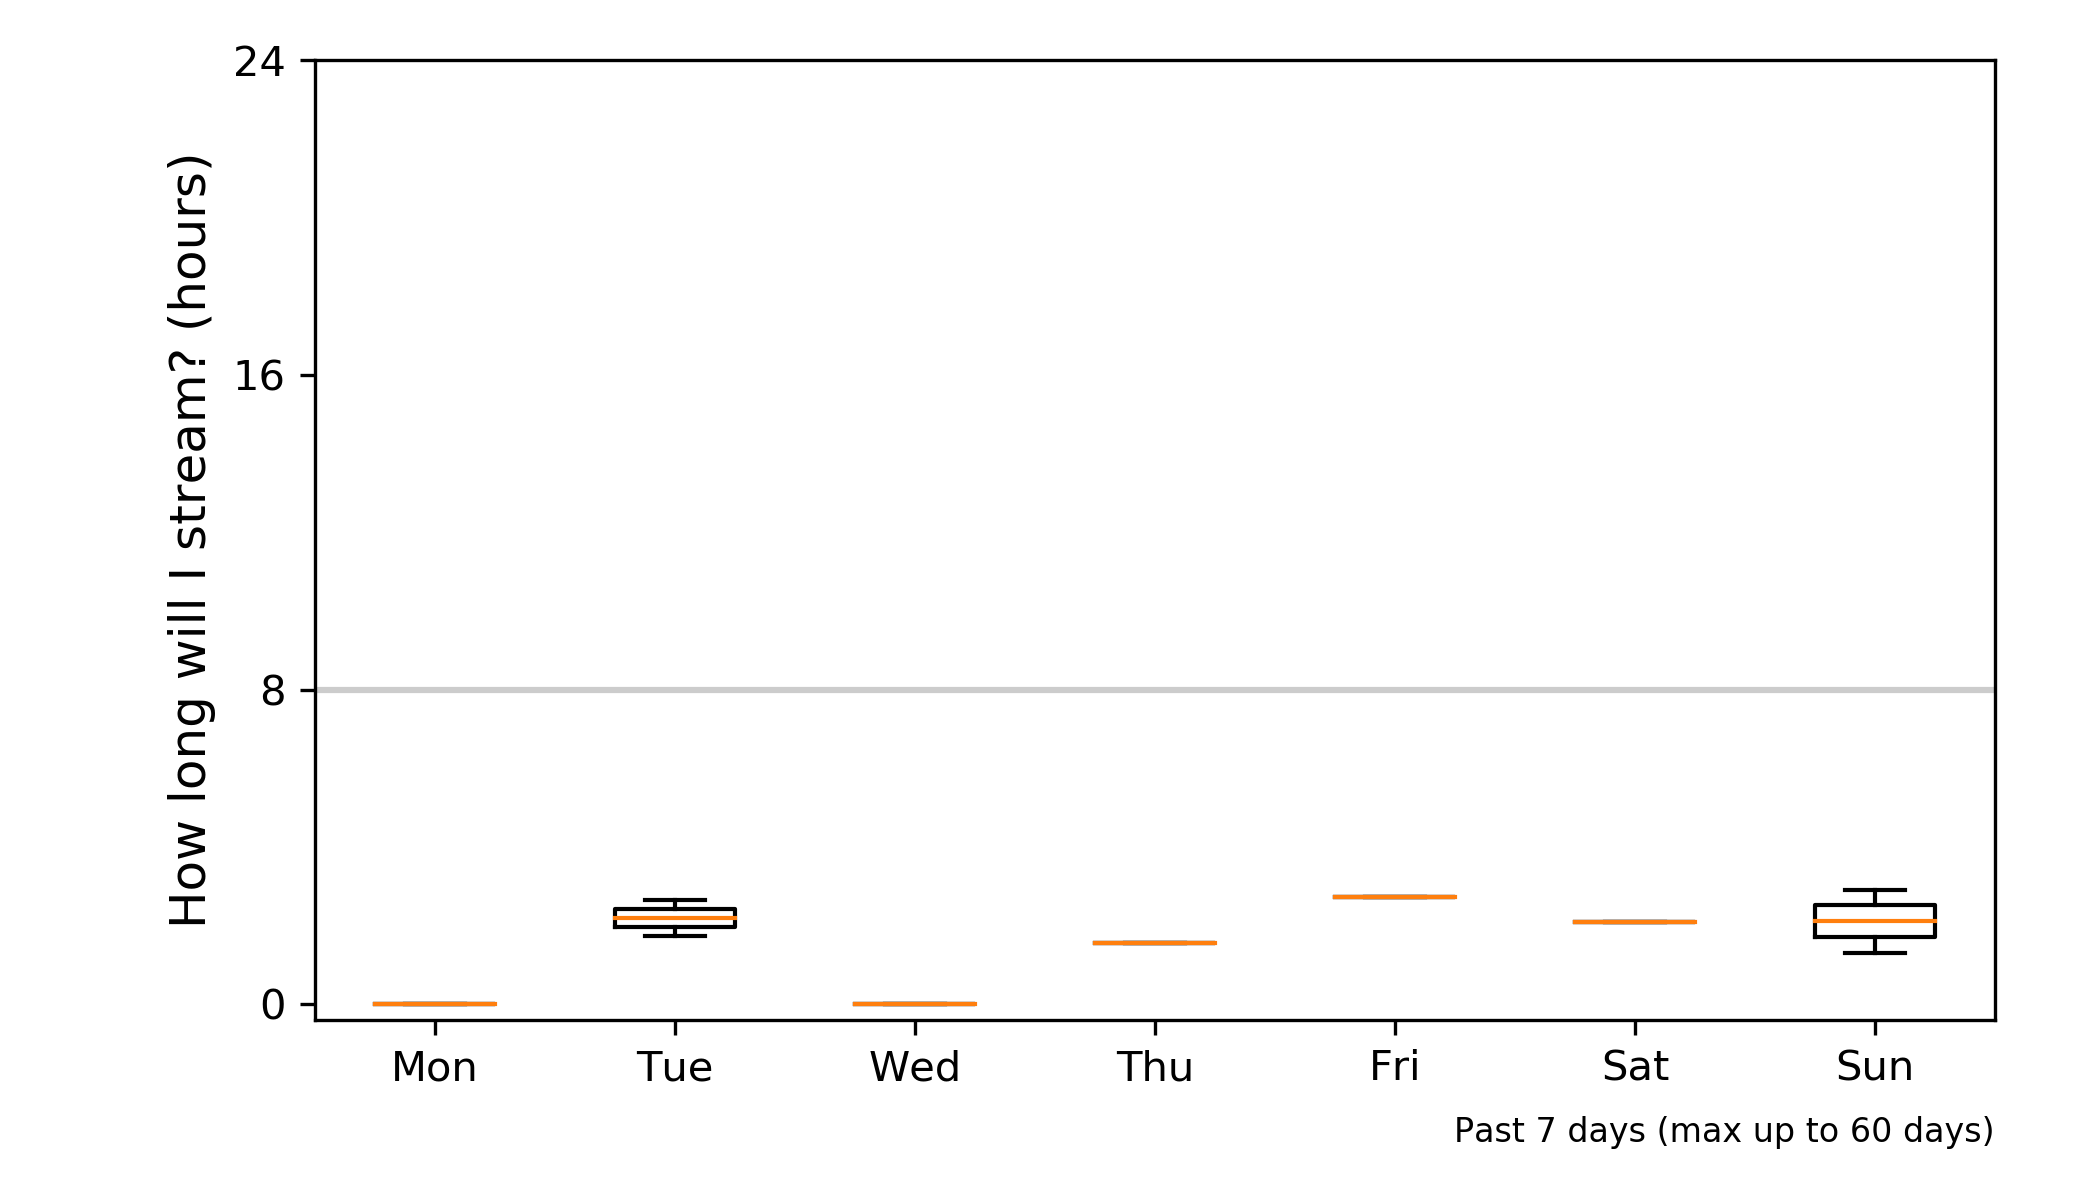 How long will I stream? (hours)
24
16
8
0
Mon Tue Wed Thu Fri Sat Sun
Past 7 days (max up to 60 days)